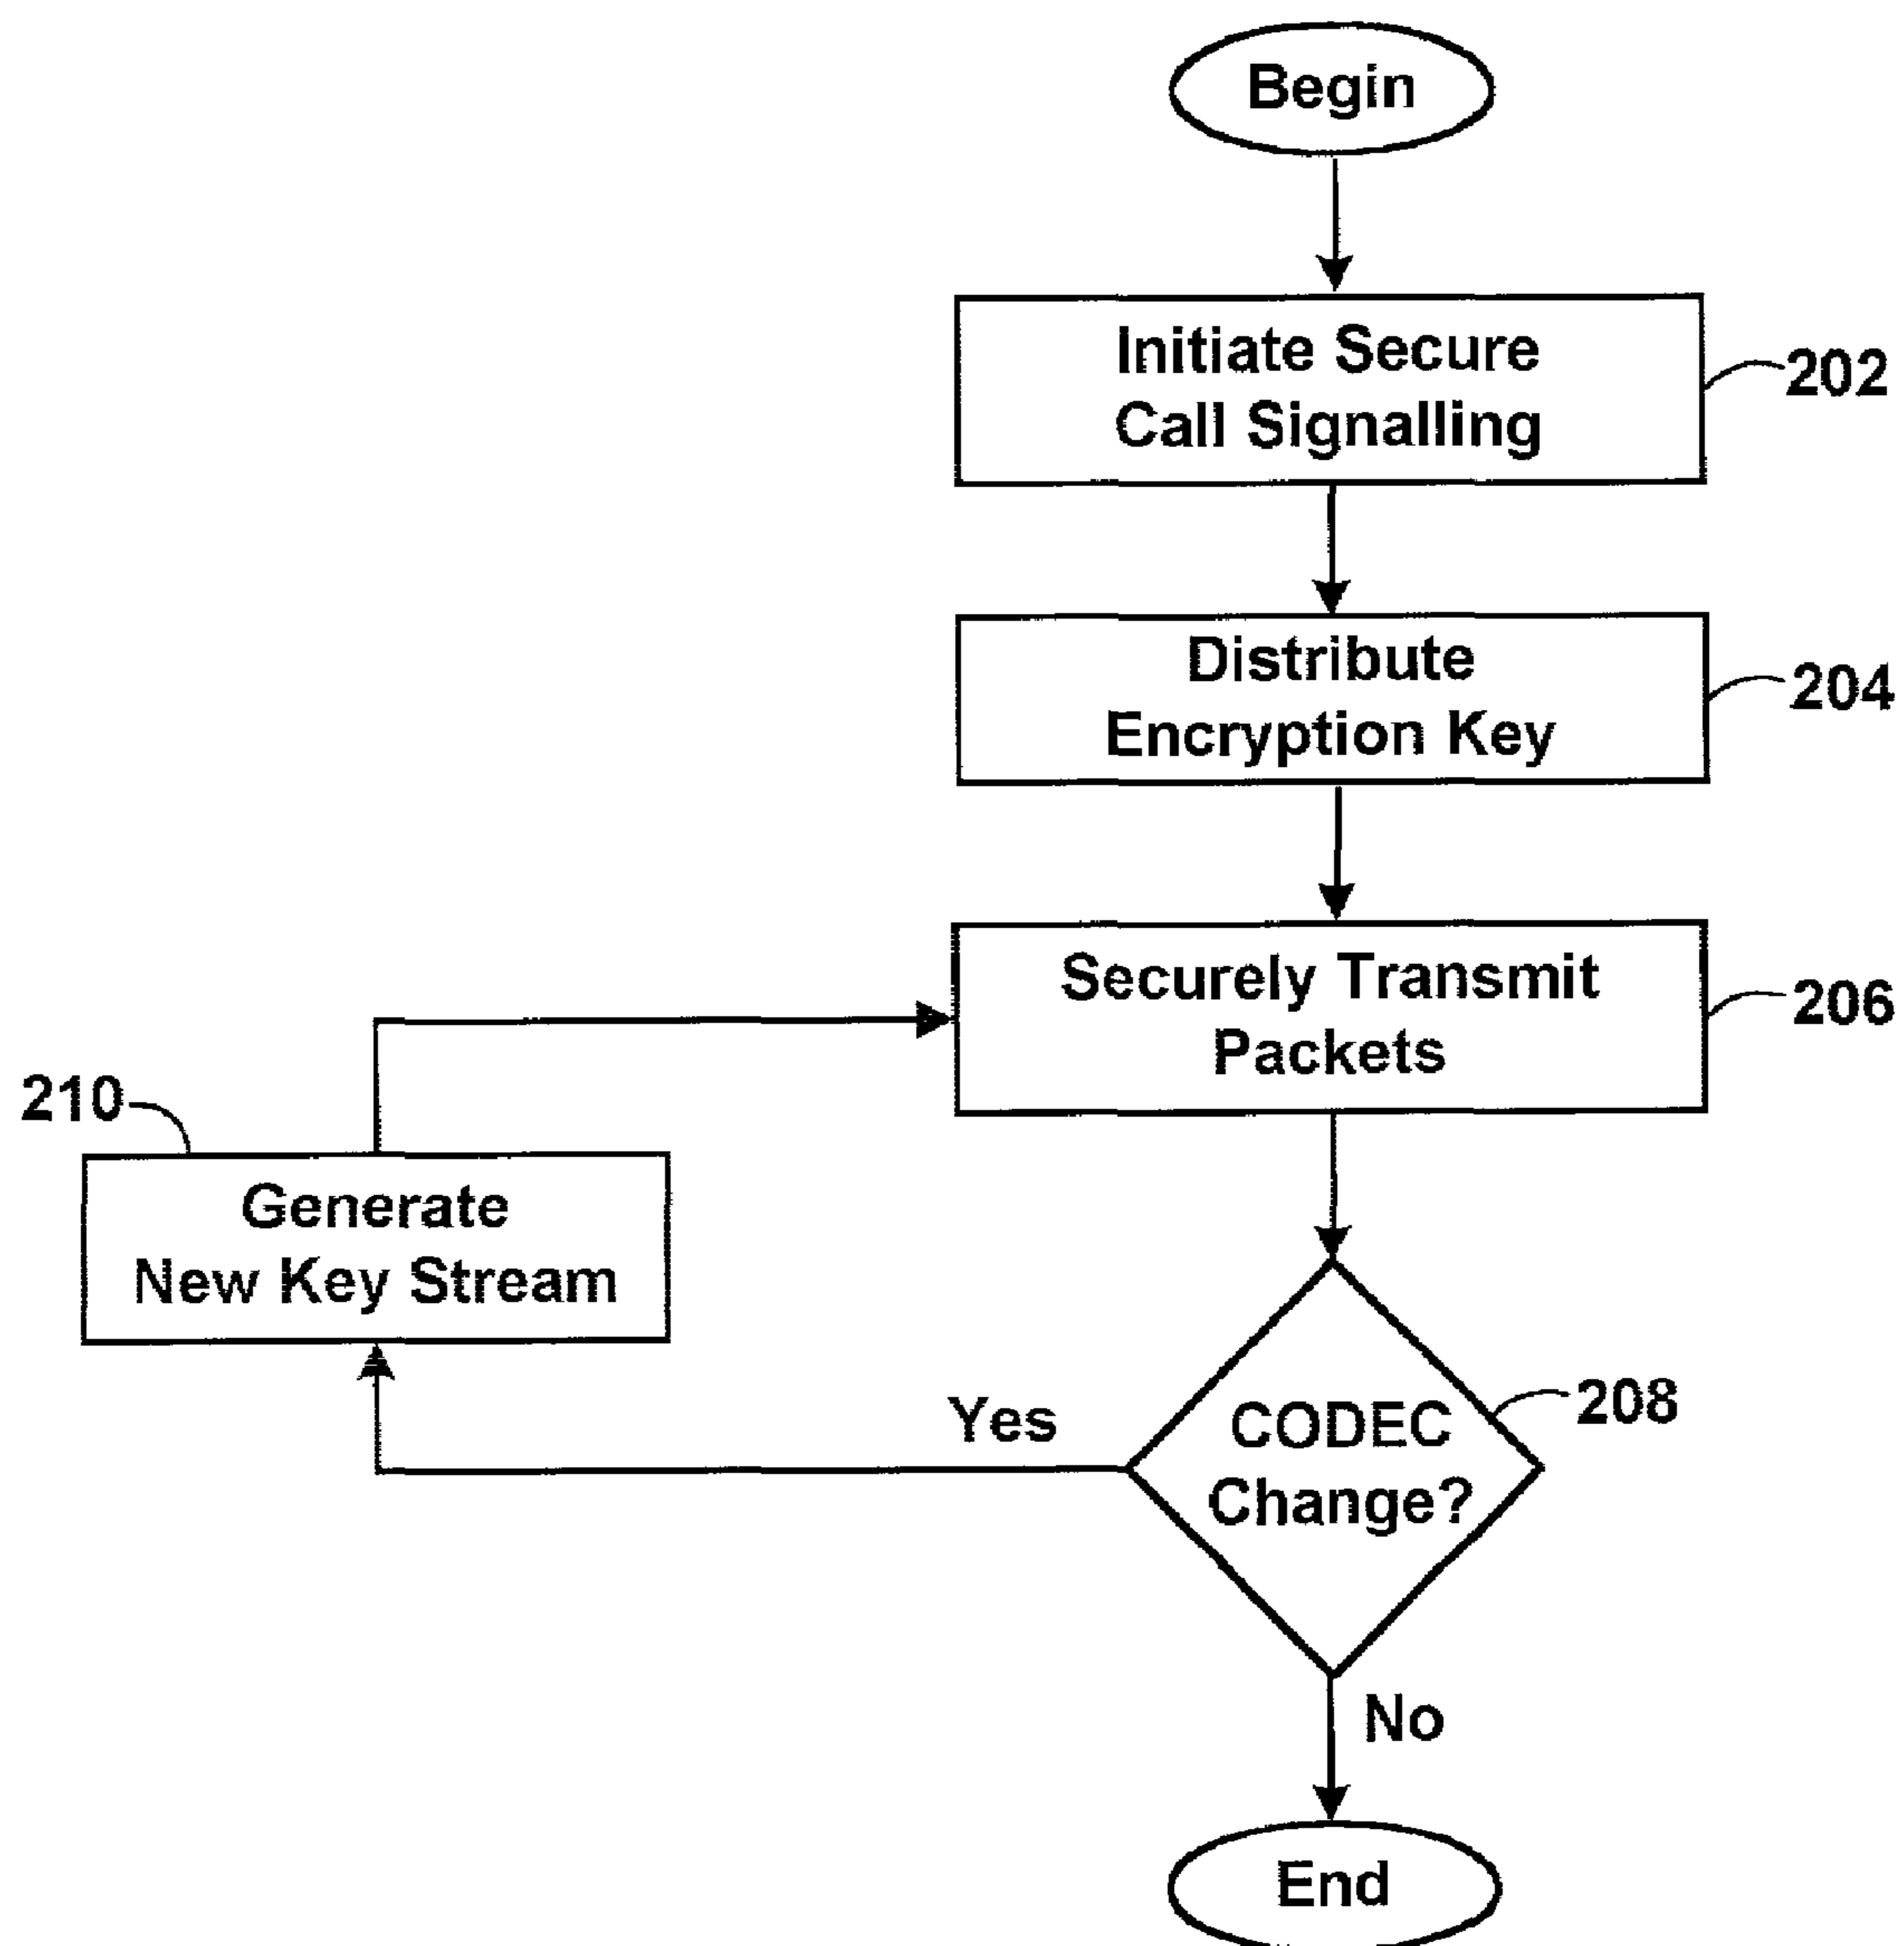 Begin
Initiate Secure
Call Signalling
202
Distribute
Encryption Key
204
Securely Transmit
Packets
206
210
Generate
New Key Stream
CODEC
Change?
208
Yes
No
End